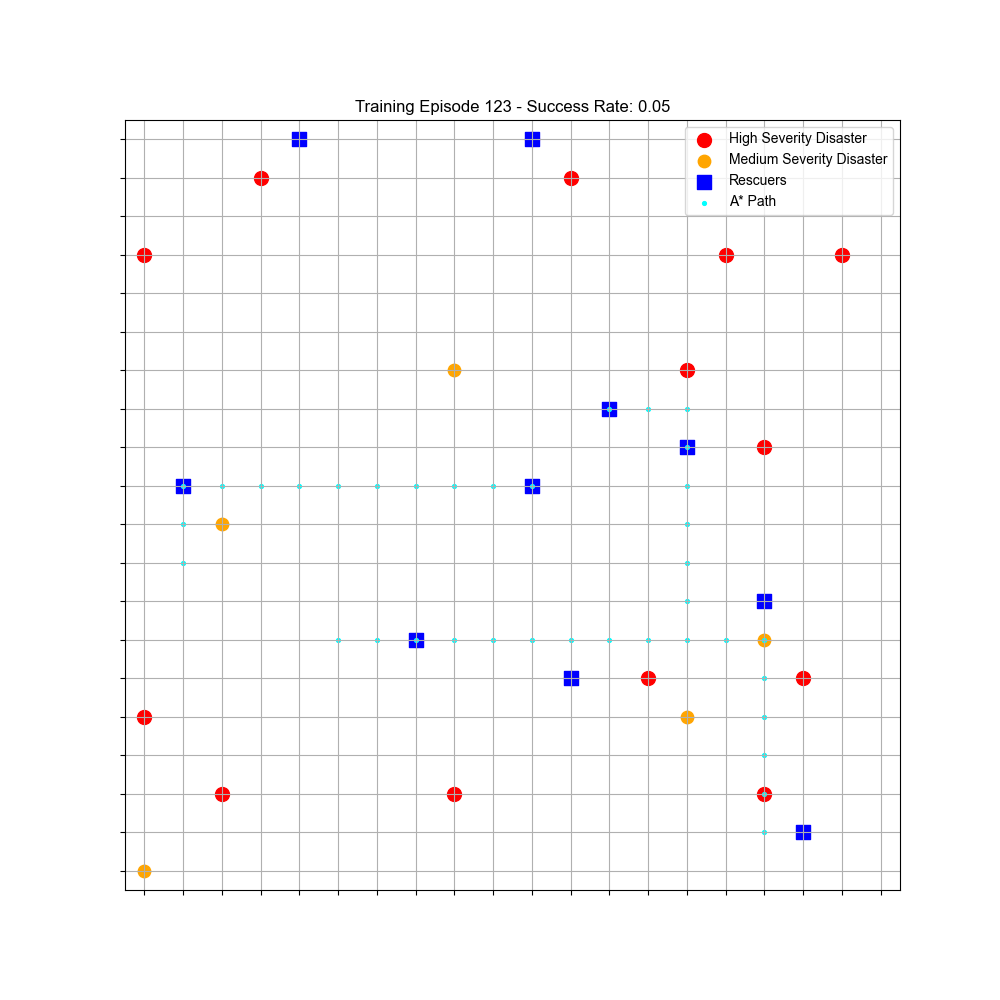 Training Episode 123 - Success Rate: 0.05
High Severity Disaster
Medium Severity Disaster
Rescuers
A* Path